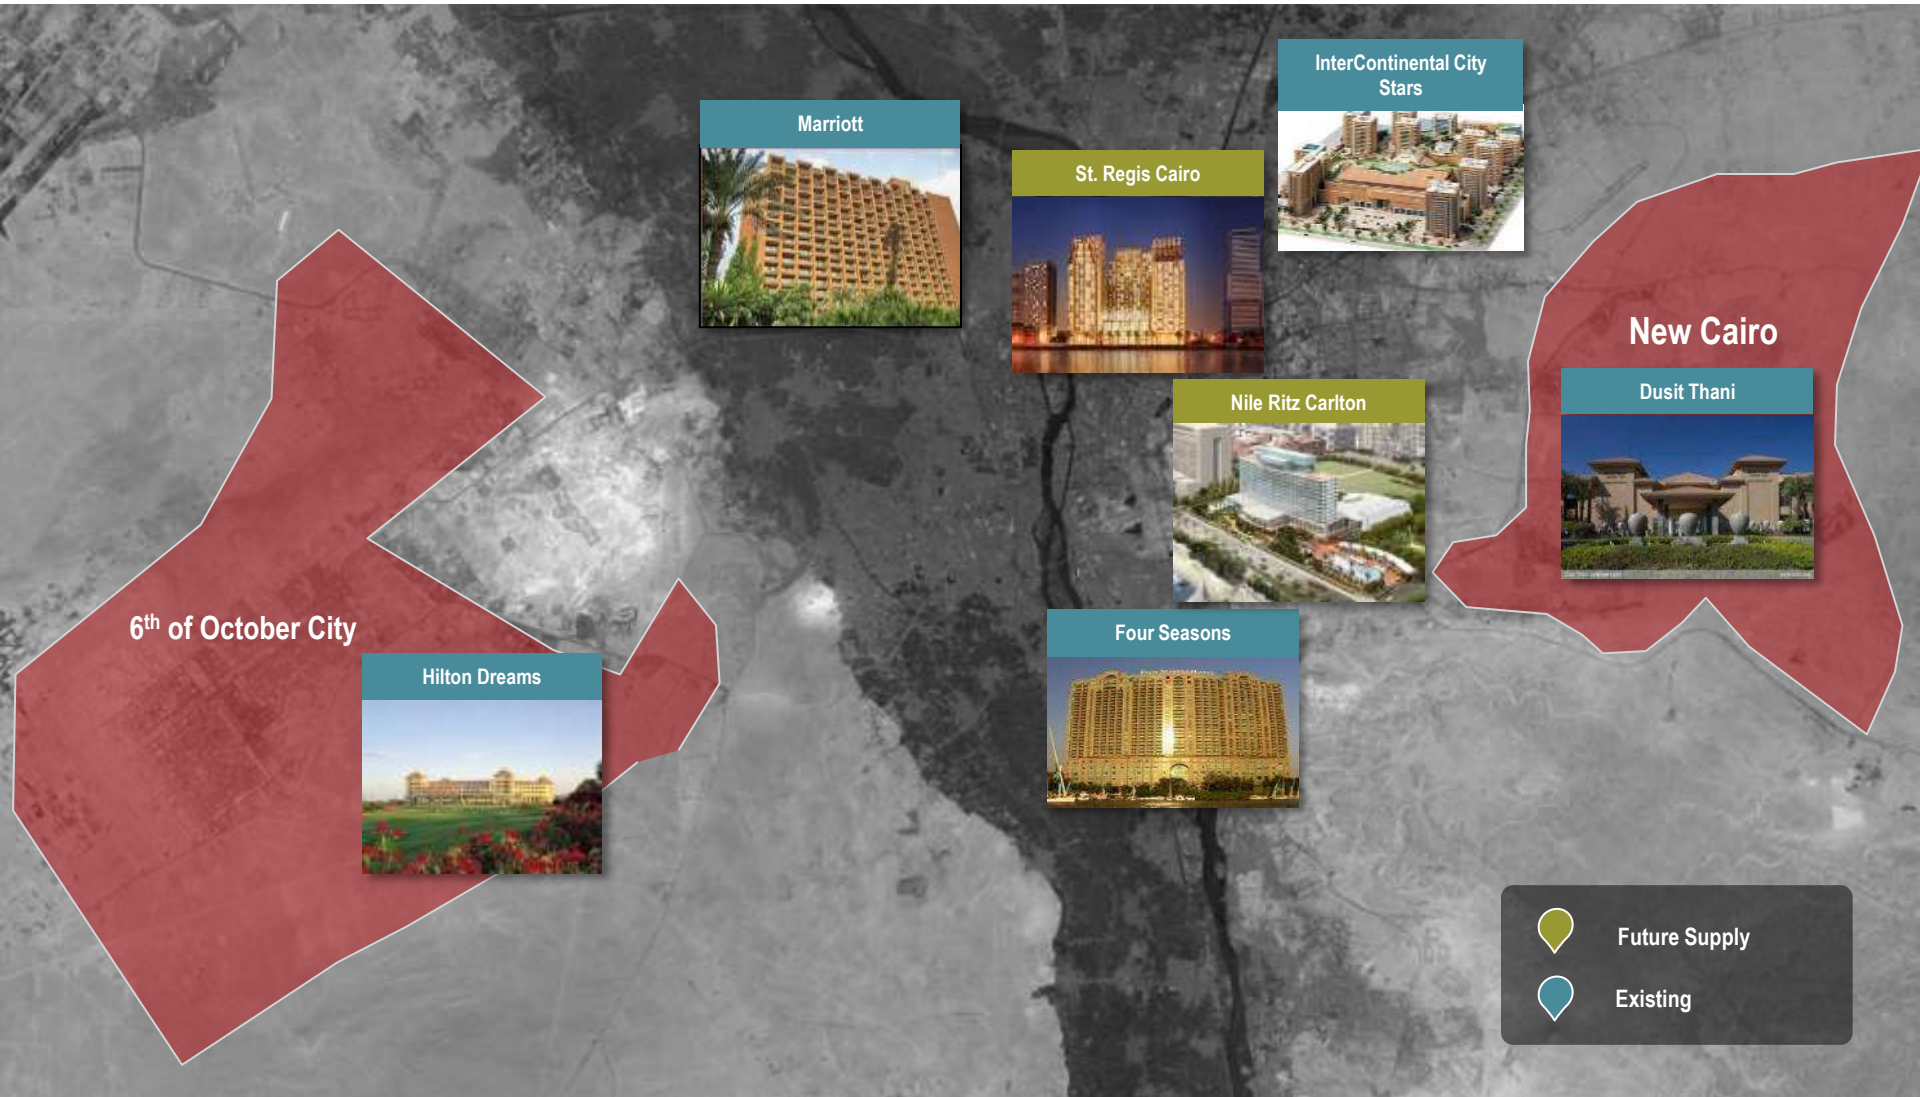 InterContinental City
Stars
Marriott
St. Regis Cairo
New Cairo
Dusit Thani
Nile Ritz Carlton
6th of October City
Four Seasons
Hilton Dreams
Future Supply
Existing